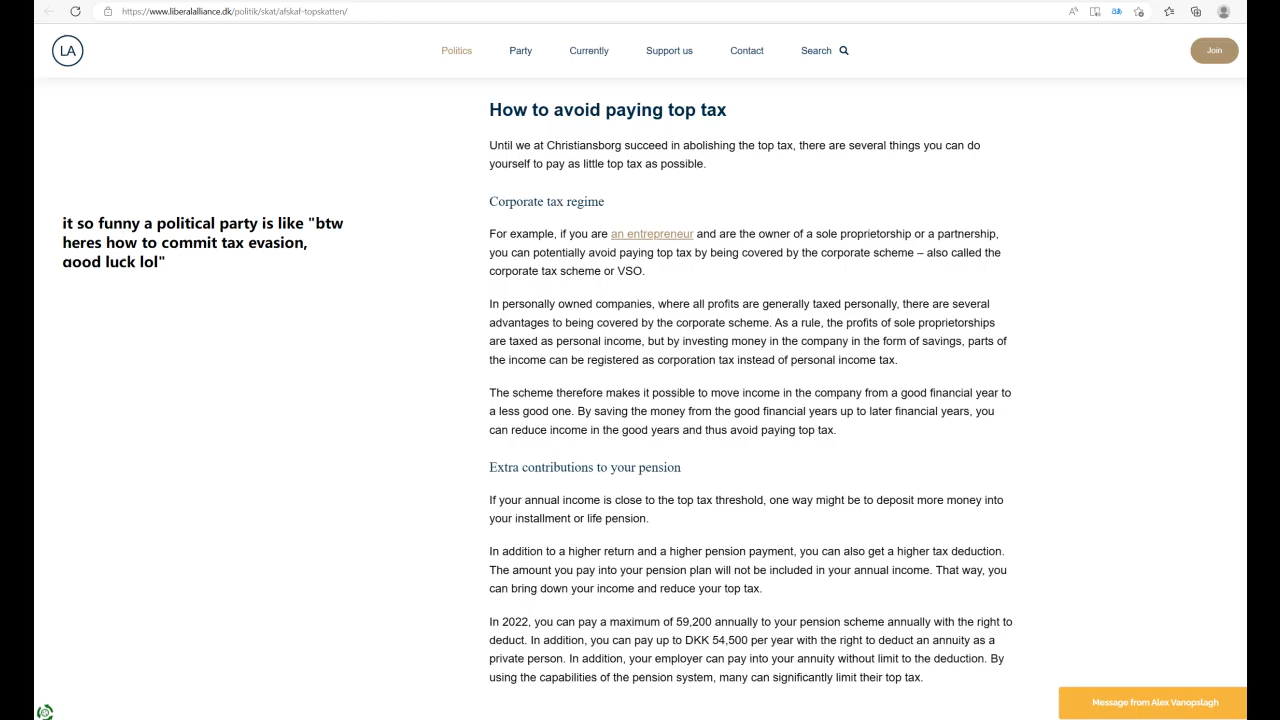 https://www.liberalalliance.dk/politik/skat/afskaf-topskatten/
LA
Politics
Party
Currently
Support us
Contact
Search
Join
How to avoid paying top tax
Until we at Christiansborg succeed in abolishing the top tax, there are several things you can do
yourself to pay as little top tax as possible.
it so funny a political party is like "btw
heres how to commit tax evasion,
good luck lol"
Corporate tax regime
For example, if you are an entrepreneur and are the owner of a sole proprietorship or a partnership,
you can potentially avoid paying top tax by being covered by the corporate scheme – also called the
corporate tax scheme or VSO.
In personally owned companies, where all profits are generally taxed personally, there are several
advantages to being covered by the corporate scheme. As a rule, the profits of sole proprietorships
are taxed as personal income, but by investing money in the company in the form of savings, parts of
the income can be registered as corporation tax instead of personal income tax.
The scheme therefore makes it possible to move income in the company from a good financial year to
a less good one. By saving the money from the good financial years up to later financial years, you
can reduce income in the good years and thus avoid paying top tax.
Extra contributions to your pension
If your annual income is close to the top tax threshold, one way might be to deposit more money into
your installment or life pension.
In addition to a higher return and a higher pension payment, you can also get a higher tax deduction.
The amount you pay into your pension plan will not be included in your annual income. That way, you
can bring down your income and reduce your top tax.
In 2022, you can pay a maximum of 59,200 annually to your pension scheme annually with the right to
deduct. In addition, you can pay up to DKK 54,500 per year with the right to deduct an annuity as a
private person. In addition, your employer can pay into your annuity without limit to the deduction. By
using the capabilities of the pension system, many can significantly limit their top tax.
Message from Alex Vanopslagh